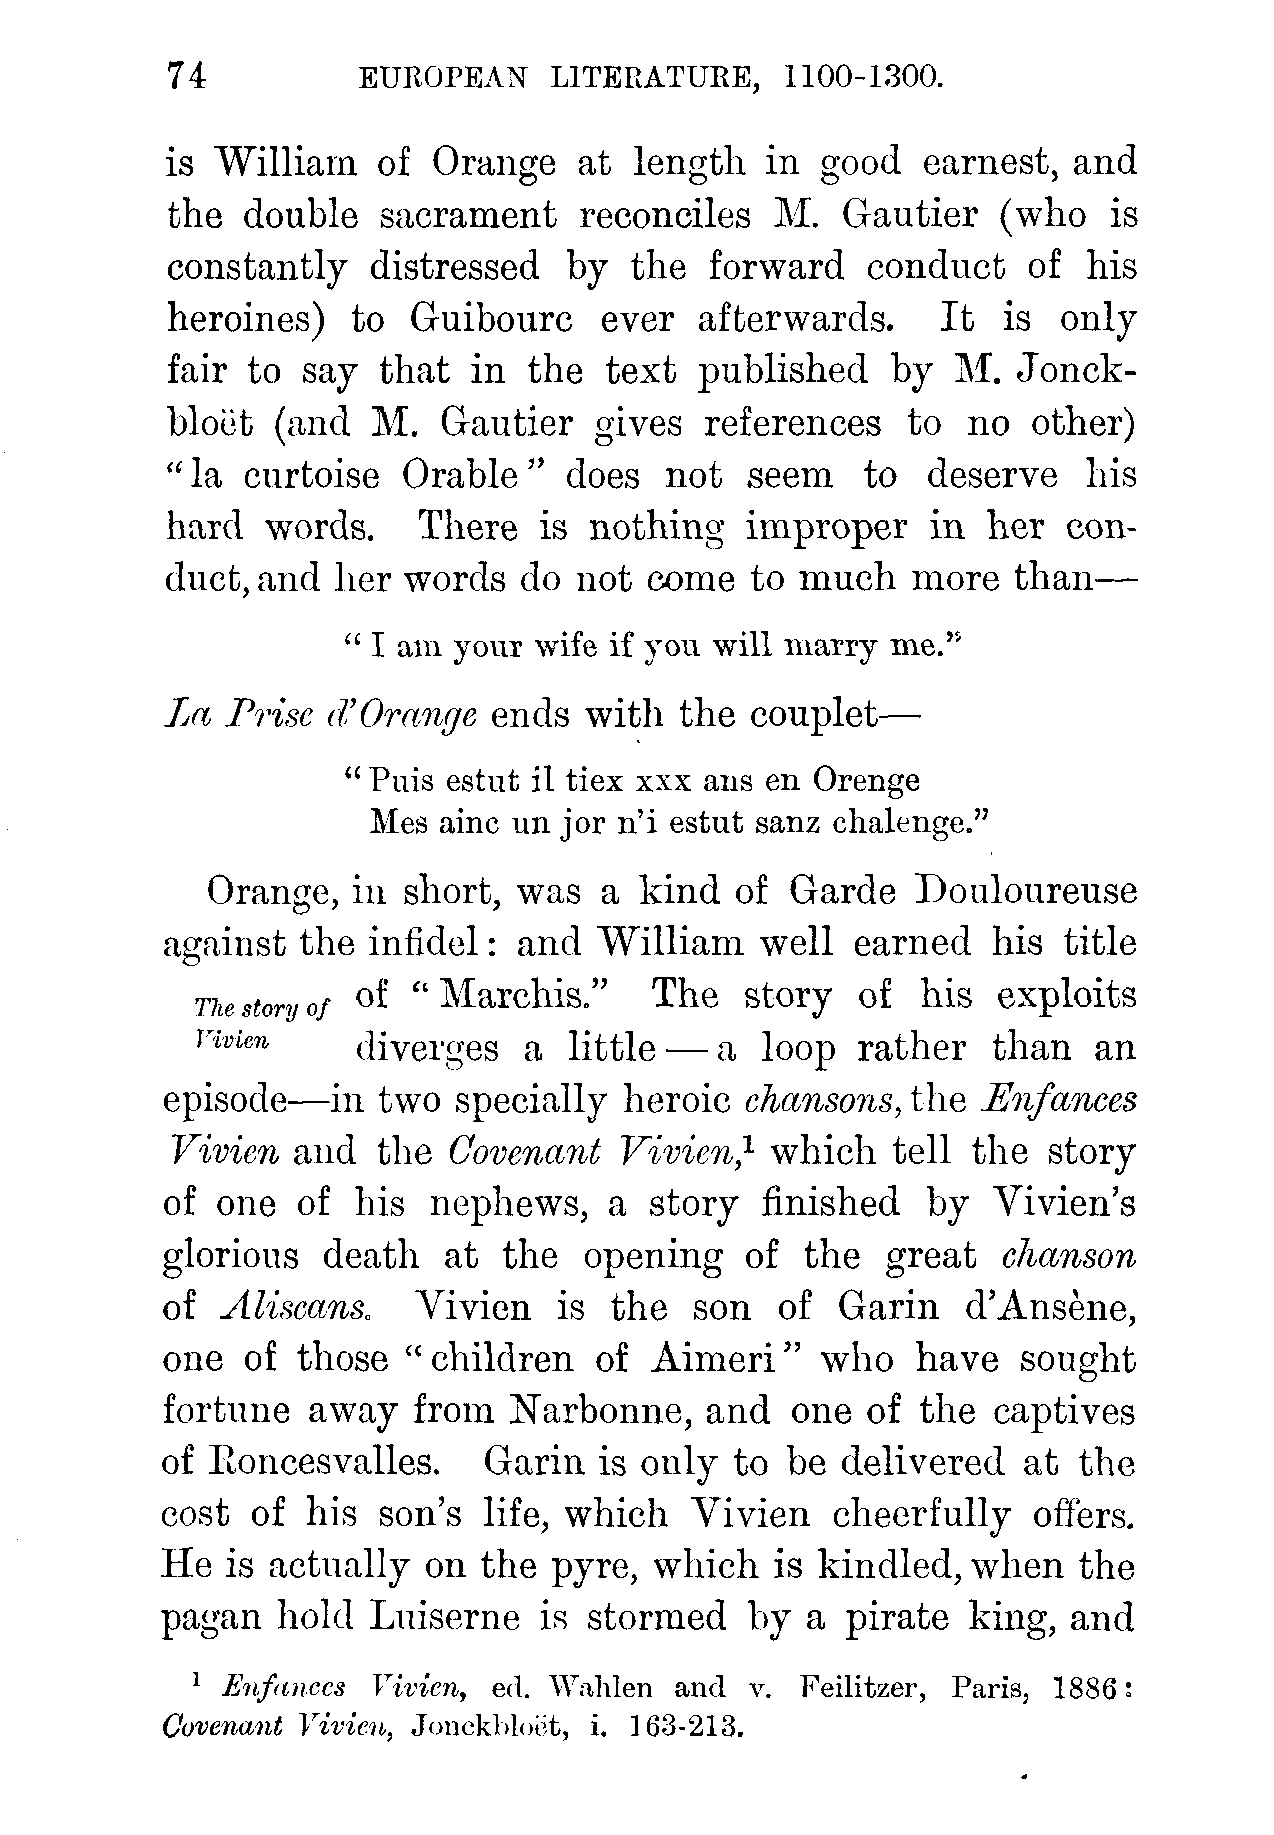 74 EUROPEAN LITERATURE, 1100-1300.
is William of Orange at length in good earnest, and
the double sacrament reconciles M. Gautier (who is
constantly distressed by the forward conduct of his
heroines) to Guibourc ever afterwards. It is only
fair to say that in the text published by M. Jonck-
bloët (and M. Gautier gives references to no other)
“la curtoise Orable” does not seem to deserve his
hard words. There is nothing improper in her con-
duct, and her words do not come to much more than—
“I am your wife if you will marry me.”
La Prise d’Orange ends with the couplet—
“Puis estut il tiex xxx ans en Orenge
Mes ainc un jor n’i estut sanz chalenge.”
Orange, in short, was a kind of Garde Douloureuse
against the infidel: and William well earned his title
The story of
Vivien
of “Marchis.” The story of his exploits
diverges a little — a loop rather than an
episode—in two specially heroic chansons, the Enfances
Vivien and the Covenant Vivien,¹ which tell the story
of one of his nephews, a story finished by Vivien’s
glorious death at the opening of the great chanson
of Aliscans. Vivien is the son of Garin d’Ansène,
one of those “children of Aimeri” who have sought
fortune away from Narbonne, and one of the captives
of Roncesvalles. Garin is only to be delivered at the
cost of his son’s life, which Vivien cheerfully offers.
He is actually on the pyre, which is kindled, when the
pagan hold Luiserne is stormed by a pirate king, and
¹ Enfances Vivien, ed. Wahlen and v. Feilitzer, Paris, 1886:
Covenant Vivien, Jonckbloët, i. 163-213.